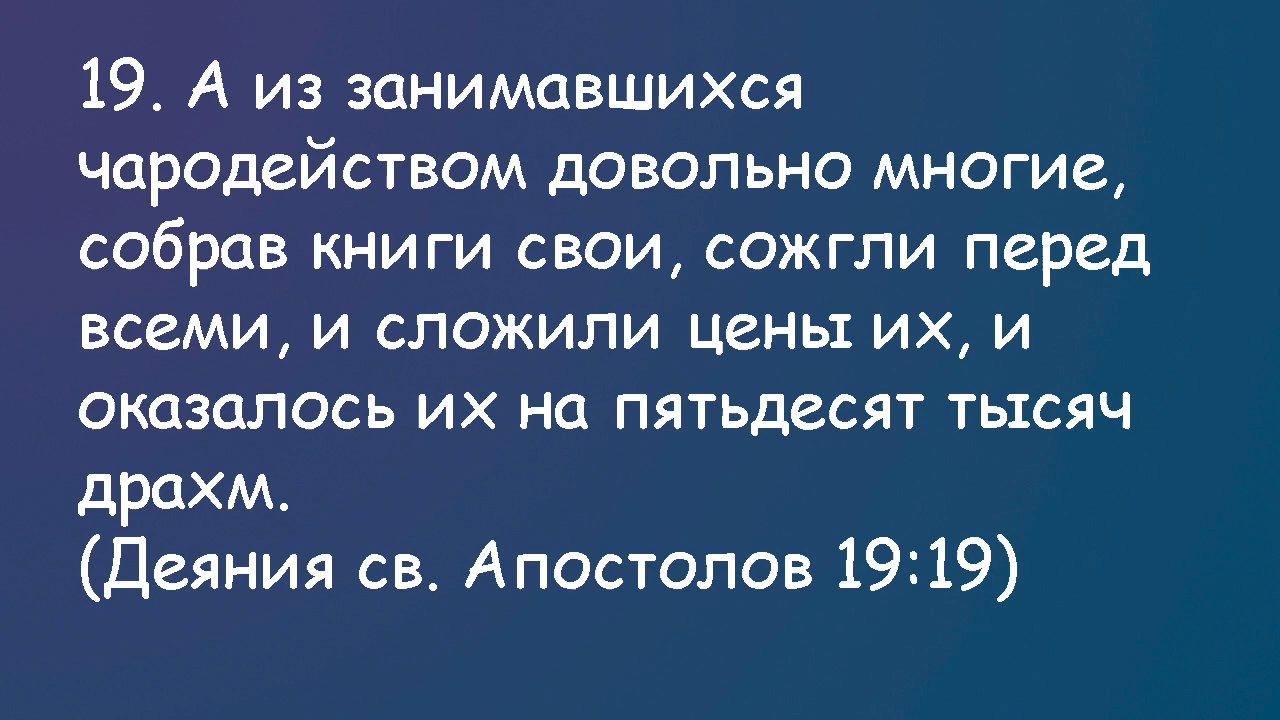 19. А из занимавшихся
чародейством довольно многие,
собрав книги свои, сожгли перед
всеми, и сложили цены их, и
оказалось их на пятьдесят тысяч
драхм.
(Деяния св. Апостолов 19:19)